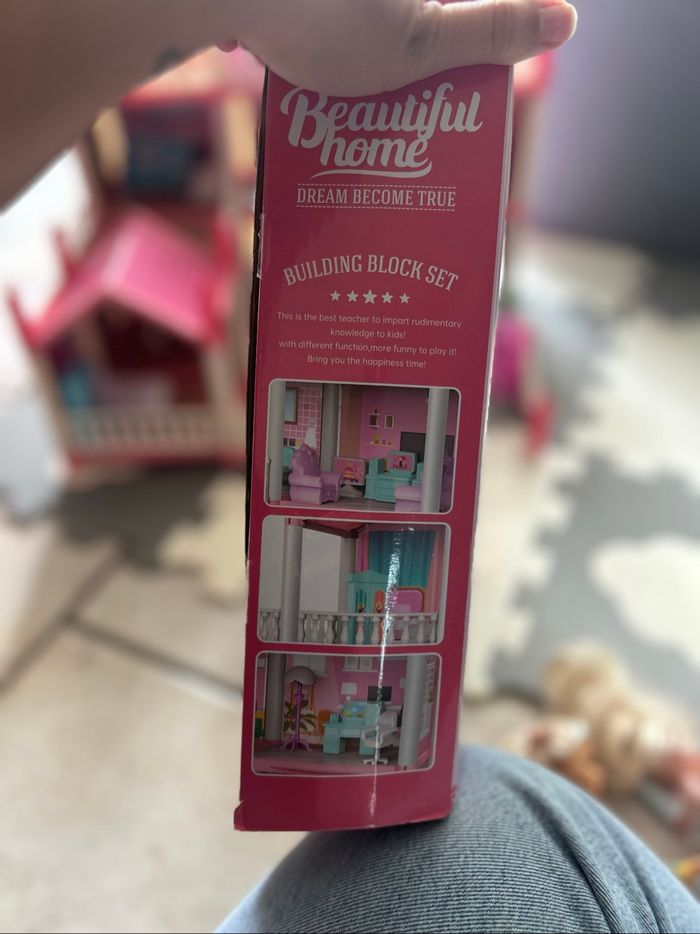 Beautiful
home
DREAM BECOME TRUE
BUILDING BLOCK SET
This is the best teacher to impart rudimentary
knowledge to kids!
with different function,more funny to play it!
Bring you the happiness time!